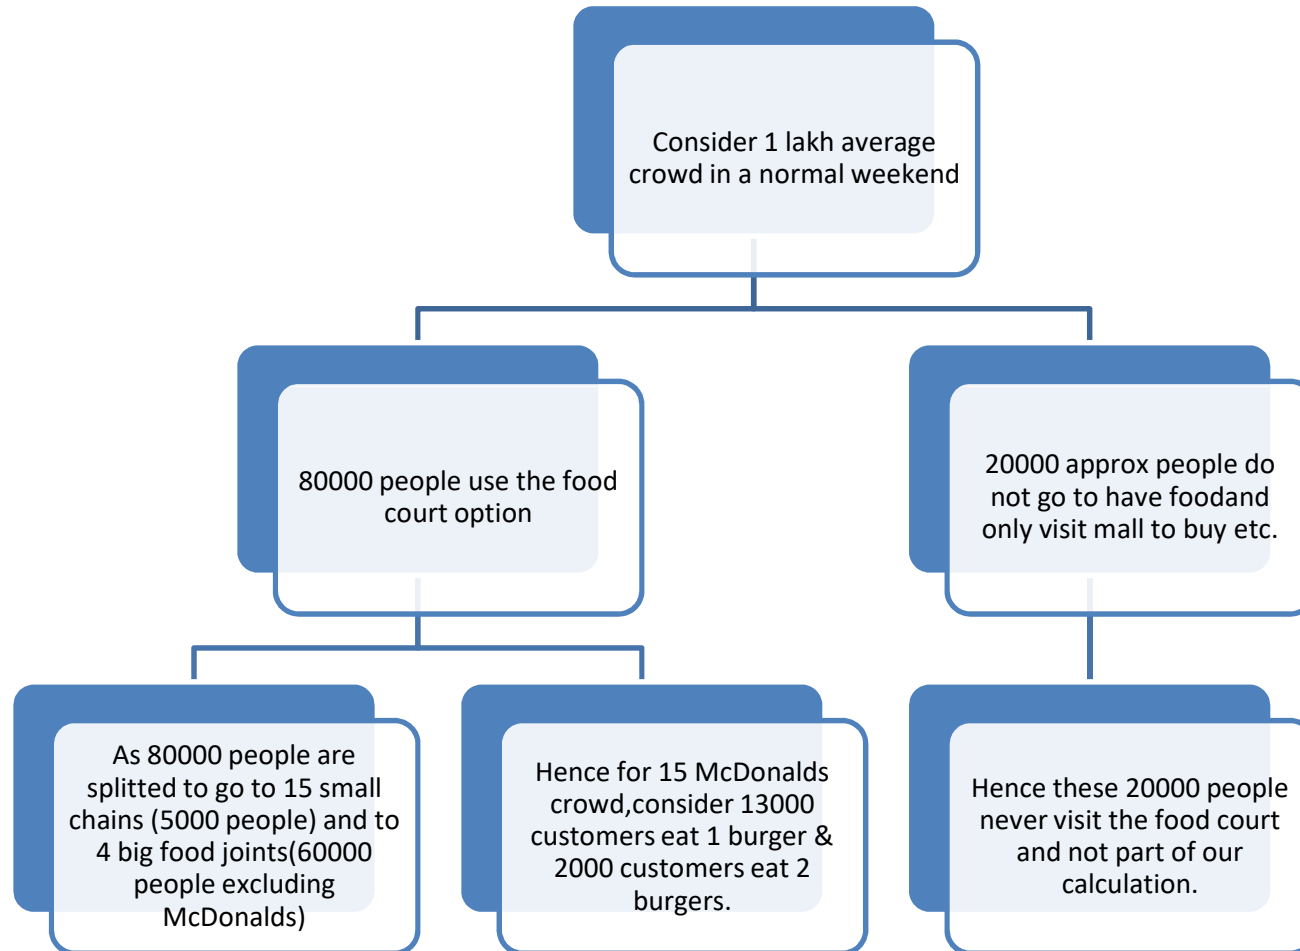 Consider 1 lakh average
crowd in a normal weekend
80000 people use the food
court option
20000 approx people do
not go to have foodand
only visit mall to buy etc.
As 80000 people are
splitted to go to 15 small
chains (5000 people) and to
4 big food joints(60000
people excluding
McDonalds)
Hence for 15 McDonalds
crowd,consider 13000
customers eat 1 burger &
2000 customers eat 2
burgers.
Hence these 20000 people
never visit the food court
and not part of our
calculation.